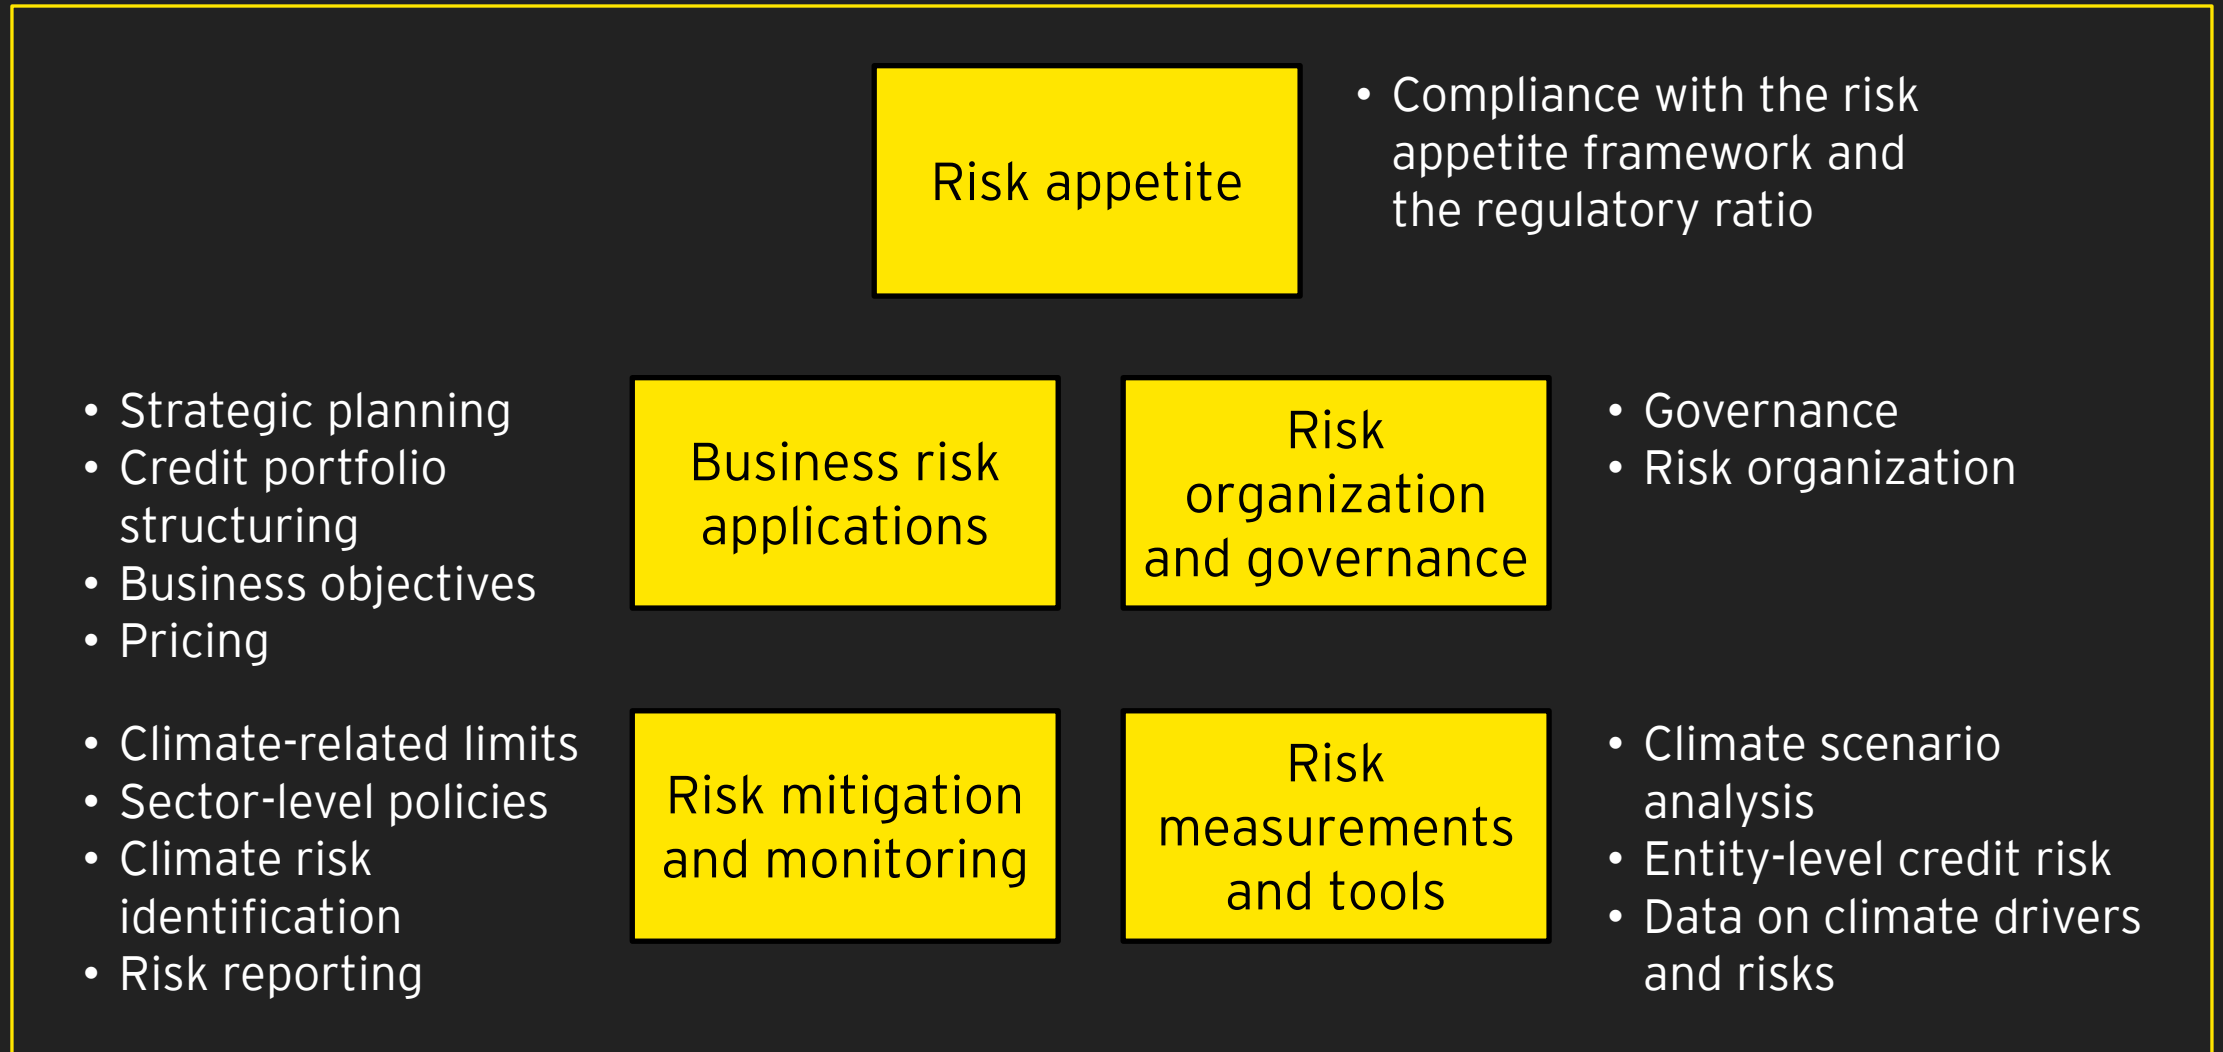 Risk appetite
• Compliance with the risk
appetite framework and
the regulatory ratio
• Strategic planning
• Credit portfolio
structuring
• Business objectives
• Pricing
Business risk
applications
Risk
organization
and governance
• Governance
• Risk organization
• Climate-related limits
• Sector-level policies
• Climate risk
identification
• Risk reporting
Risk mitigation
and monitoring
Risk
measurements
and tools
• Climate scenario
analysis
• Entity-level credit risk
• Data on climate drivers
and risks